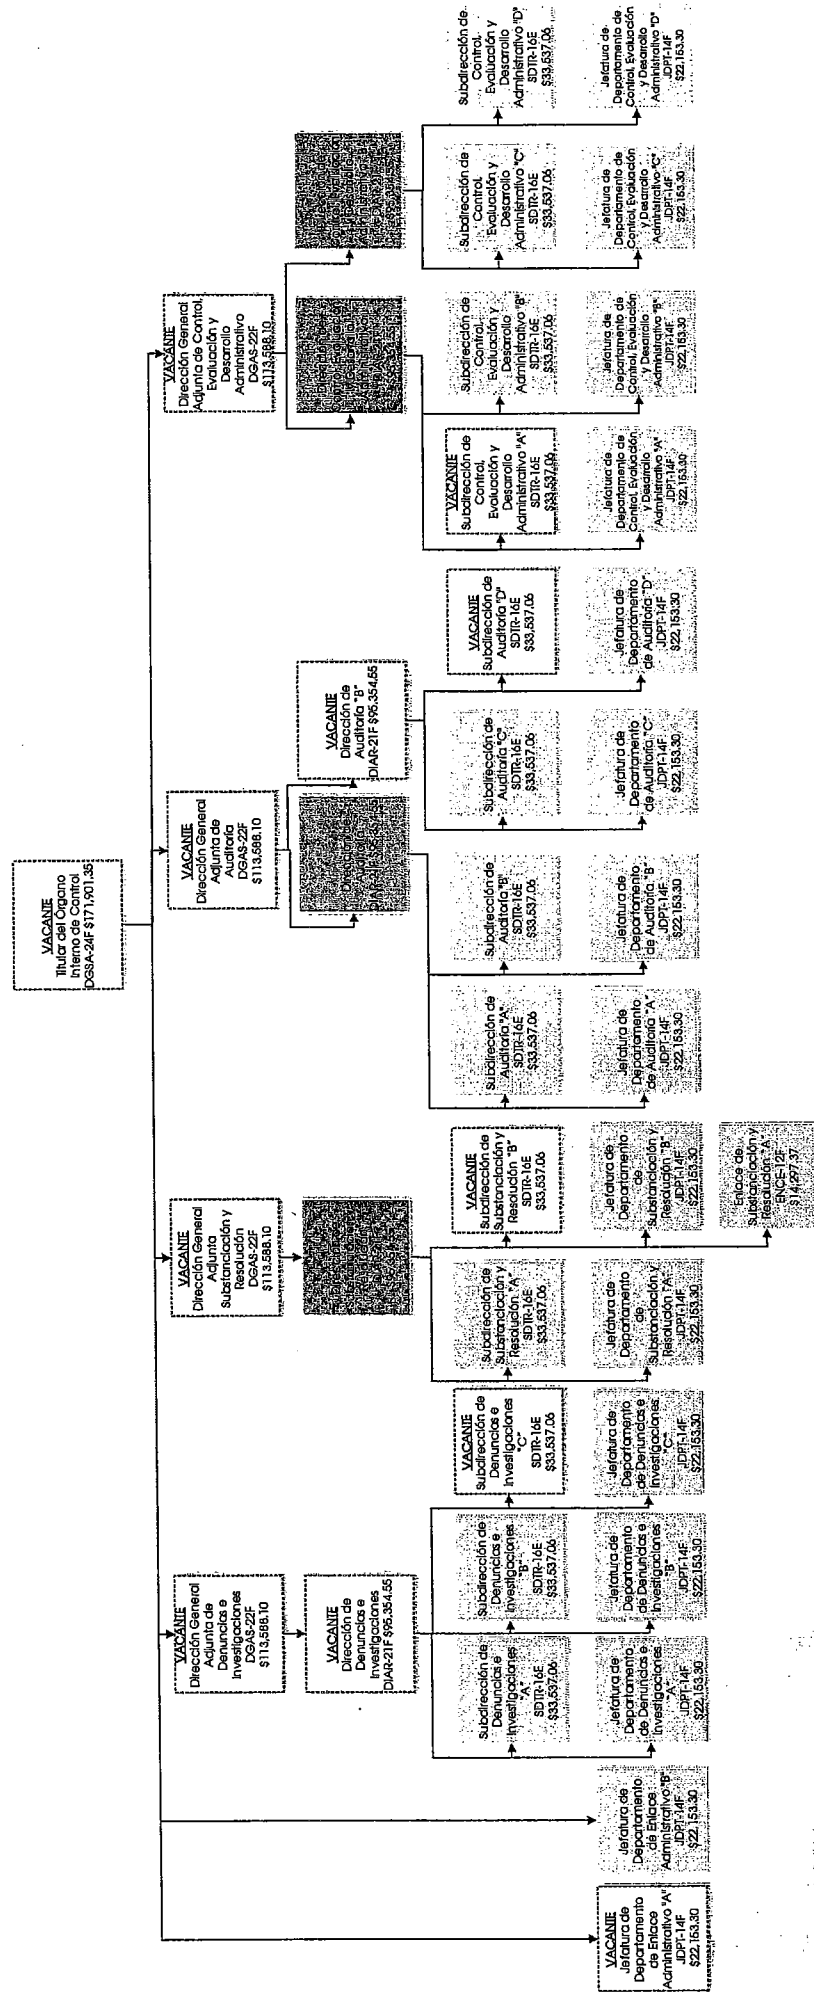 VACANTE
Titular del Órgano
Interno de Control
DGSA-24F $171,901.35
VACANTE
Dirección General
Adjunta de
Denuncias e
Investigaciones
DGAS-22F
$113,588.10
VACANTE
Dirección General
Adjunta
Substanciación y
Resolución
DGAS-22F
$113,588.10
VACANTE
Dirección General
Adjunta de
Auditoría
DGAS-22F
$113,588.10
VACANTE
Dirección General
Adjunta de Control,
Evaluación y
Desarrollo
Administrativo
DGAS-22F
$113,588.10
VACANTE
Dirección de
Denuncias e
Investigaciones
DIAR-21F $95,354.55
Dirección de
Auditoría
DIAR-21F $95,354.55
VACANTE
Dirección de
Auditoría "B"
DIAR-21F $95,354.55
Subdirección de
Denuncias e
Investigaciones
"A"
SDTR-16E
$33,537.06
Subdirección de
Denuncias e
Investigaciones
"B"
SDTR-16E
$33,537.06
VACANTE
Subdirección de
Denuncias e
Investigaciones
"C"
SDTR-16E
$33,537.06
Subdirección de
Substanciación y
Resolución "A"
SDTR-16E
$33,537.06
VACANTE
Subdirección de
Substanciación y
Resolución "B"
SDTR-16E
$33,537.06
Subdirección de
Auditoría "A"
SDTR-16E
$33,537.06
Subdirección de
Auditoría "B"
SDTR-16E
$33,537.06
Subdirección de
Auditoría "C"
SDTR-16E
$33,537.06
VACANTE
Subdirección de
Auditoría "D"
SDTR-16E
$33,537.06
VACANTE
Subdirección de
Control,
Evaluación y
Desarrollo
Administrativo "A"
SDTR-16E
$33,537.06
Subdirección de
Control,
Evaluación y
Desarrollo
Administrativo "B"
SDTR-16E
$33,537.06
Subdirección de
Control,
Evaluación y
Desarrollo
Administrativo "C"
SDTR-16E
$33,537.06
Subdirección de
Control,
Evaluación y
Desarrollo
Administrativo "D"
SDTR-16E
$33,537.06
VACANTE
Jefatura de
Departamento
de Enlace
Administrativo "A"
JDPT-14F
$22,153.30
Jefatura de
Departamento
de Enlace
Administrativo "B"
JDPT-14F
$22,153.30
Jefatura de
Departamento
de Denuncias e
Investigaciones
"A"
JDPT-14F
$22,153.30
Jefatura de
Departamento
de Denuncias e
Investigaciones
"B"
JDPT-14F
$22,153.30
Jefatura de
Departamento
de Denuncias e
Investigaciones
"C"
JDPT-14F
$22,153.30
Jefatura de
Departamento
de
Substanciación y
Resolución "A"
JDPT-14F
$22,153.30
Jefatura de
Departamento
de
Substanciación y
Resolución "B"
JDPT-14F
$22,153.30
Jefatura de
Departamento
de Auditoría "A"
JDPT-14F
$22,153.30
Jefatura de
Departamento
de Auditoría "B"
JDPT-14F
$22,153.30
Jefatura de
Departamento
de Auditoría "C"
JDPT-14F
$22,153.30
Jefatura de
Departamento
de Auditoría "D"
JDPT-14F
$22,153.30
Jefatura de
Departamento de
Control, Evaluación
y Desarrollo
Administrativo "A"
JDPT-14F
$22,153.30
Jefatura de
Departamento de
Control, Evaluación
y Desarrollo
Administrativo "B"
JDPT-14F
$22,153.30
Jefatura de
Departamento de
Control, Evaluación
y Desarrollo
Administrativo "C"
JDPT-14F
$22,153.30
Jefatura de
Departamento de
Control, Evaluación
y Desarrollo
Administrativo "D"
JDPT-14F
$22,153.30
Enlace de
Substanciación y
Resolución "A"
ENCE-12F
$14,297.37